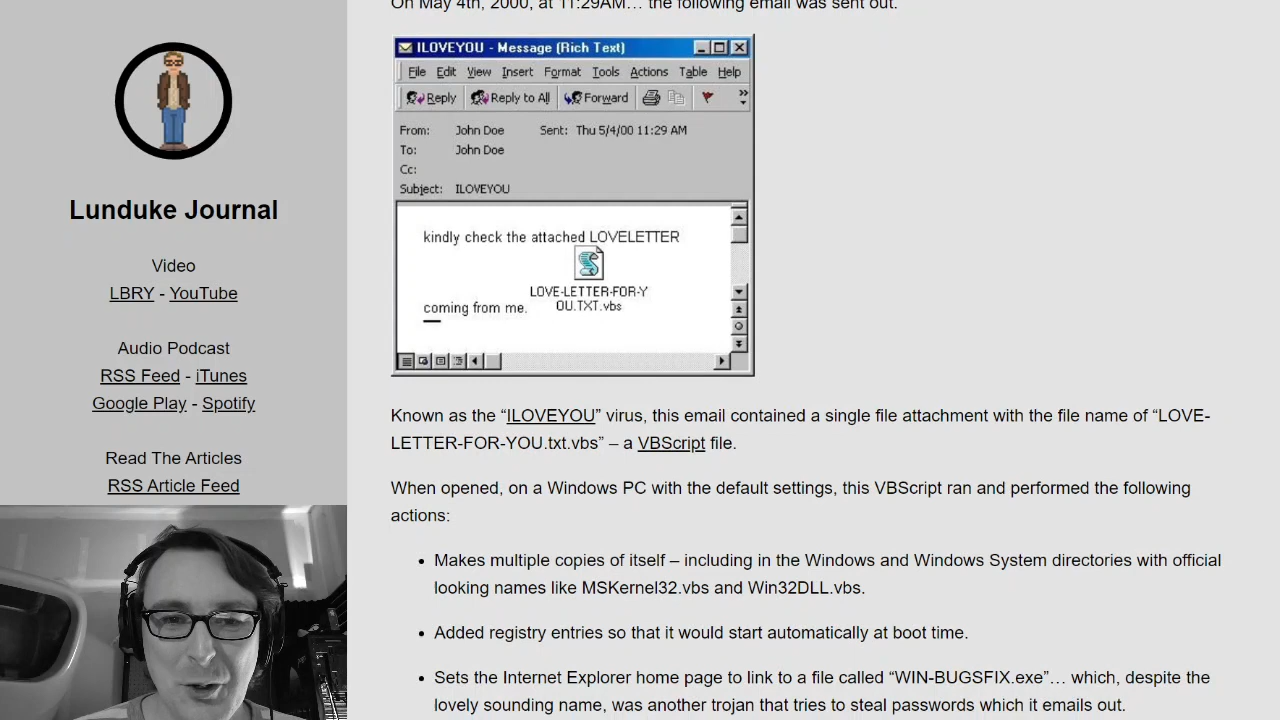 On May 4th, 2000, at 11:29AM… the following email was sent out.
ILOVEYOU - Message (Rich Text)
File Edit View Insert Format Tools Actions Table Help
Reply Reply to All Forward
From: John Doe Sent: Thu 5/4/00 11:29 AM
To: John Doe
Cc:
Subject: ILOVEYOU
kindly check the attached LOVELETTER
LOVE-LETTER-FOR-Y
OU.TXT.vbs
coming from me.
Lunduke Journal
Video
LBRY - YouTube
Audio Podcast
RSS Feed - iTunes
Google Play - Spotify
Read The Articles
RSS Article Feed
Known as the “ILOVEYOU” virus, this email contained a single file attachment with the file name of “LOVE-
LETTER-FOR-YOU.txt.vbs” – a VBScript file.
When opened, on a Windows PC with the default settings, this VBScript ran and performed the following
actions:
• Makes multiple copies of itself – including in the Windows and Windows System directories with official
looking names like MSKernel32.vbs and Win32DLL.vbs.
• Added registry entries so that it would start automatically at boot time.
• Sets the Internet Explorer home page to link to a file called “WIN-BUGSFIX.exe”… which, despite the
lovely sounding name, was another trojan that tries to steal passwords which it emails out.